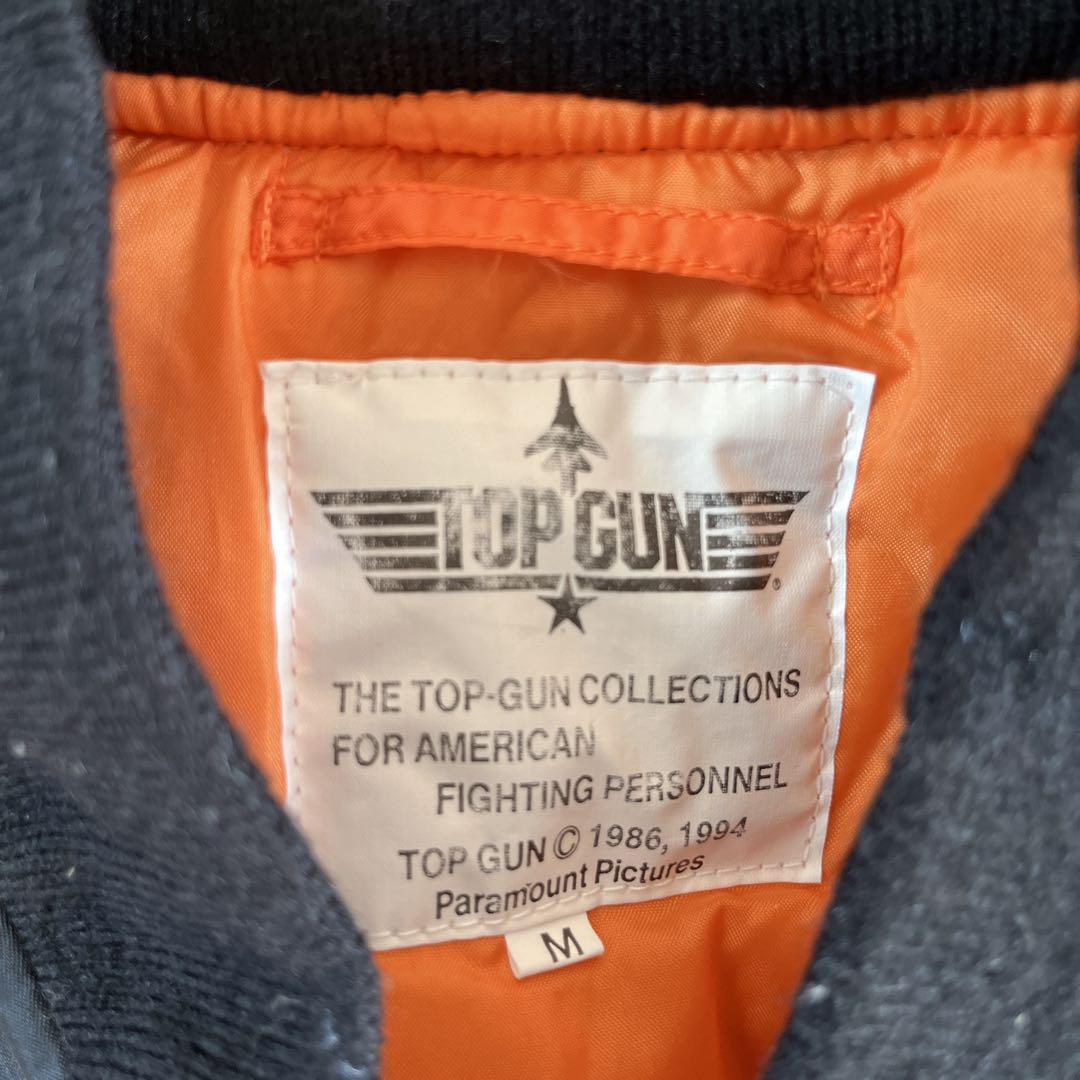 TOP GUN®
THE TOP-GUN COLLECTIONS
FOR AMERICAN
FIGHTING PERSONNEL
TOP GUN © 1986, 1994
Paramount Pictures
M